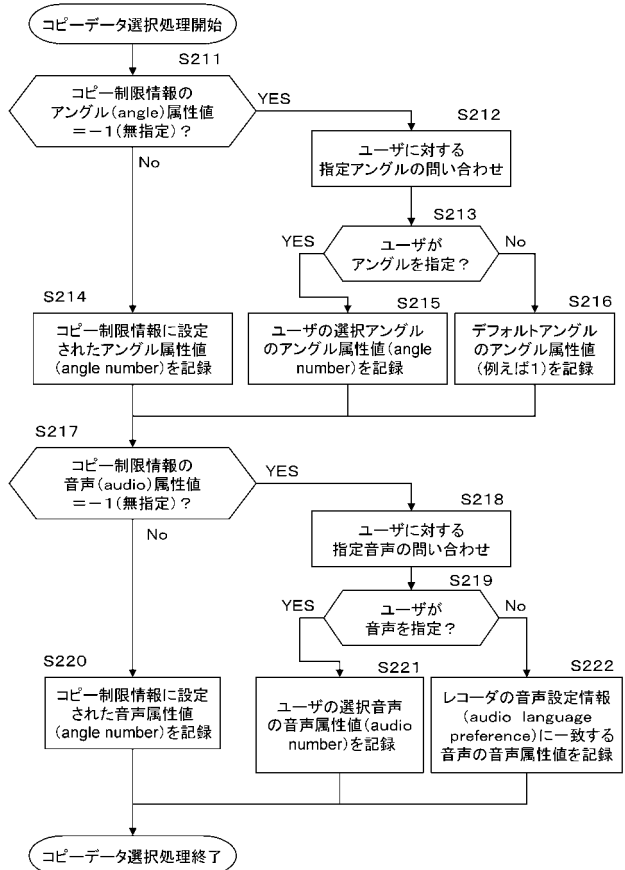 コピーデータ選択処理開始
S211
コピー制限情報の
アングル(angle)属性値
＝－１(無指定)？
YES
No
S212
ユーザに対する
指定アングルの問い合わせ
S213
ユーザが
アングルを指定？
YES
No
S214
コピー制限情報に設定
されたアングル属性値
(angle number)を記録
S215
ユーザの選択アングル
のアングル属性値(angle
number)を記録
S216
デフォルトアングル
のアングル属性値
(例えば1)を記録
S217
コピー制限情報の
音声(audio)属性値
＝－１(無指定)？
YES
No
S218
ユーザに対する
指定音声の問い合わせ
S219
ユーザが
音声を指定？
YES
No
S220
コピー制限情報に設定
された音声属性値
(angle number)を記録
S221
ユーザの選択音声
の音声属性値(audio
number)を記録
S222
レコーダの音声設定情報
(audio language
preference)に一致する
音声の音声属性値を記録
コピーデータ選択処理終了